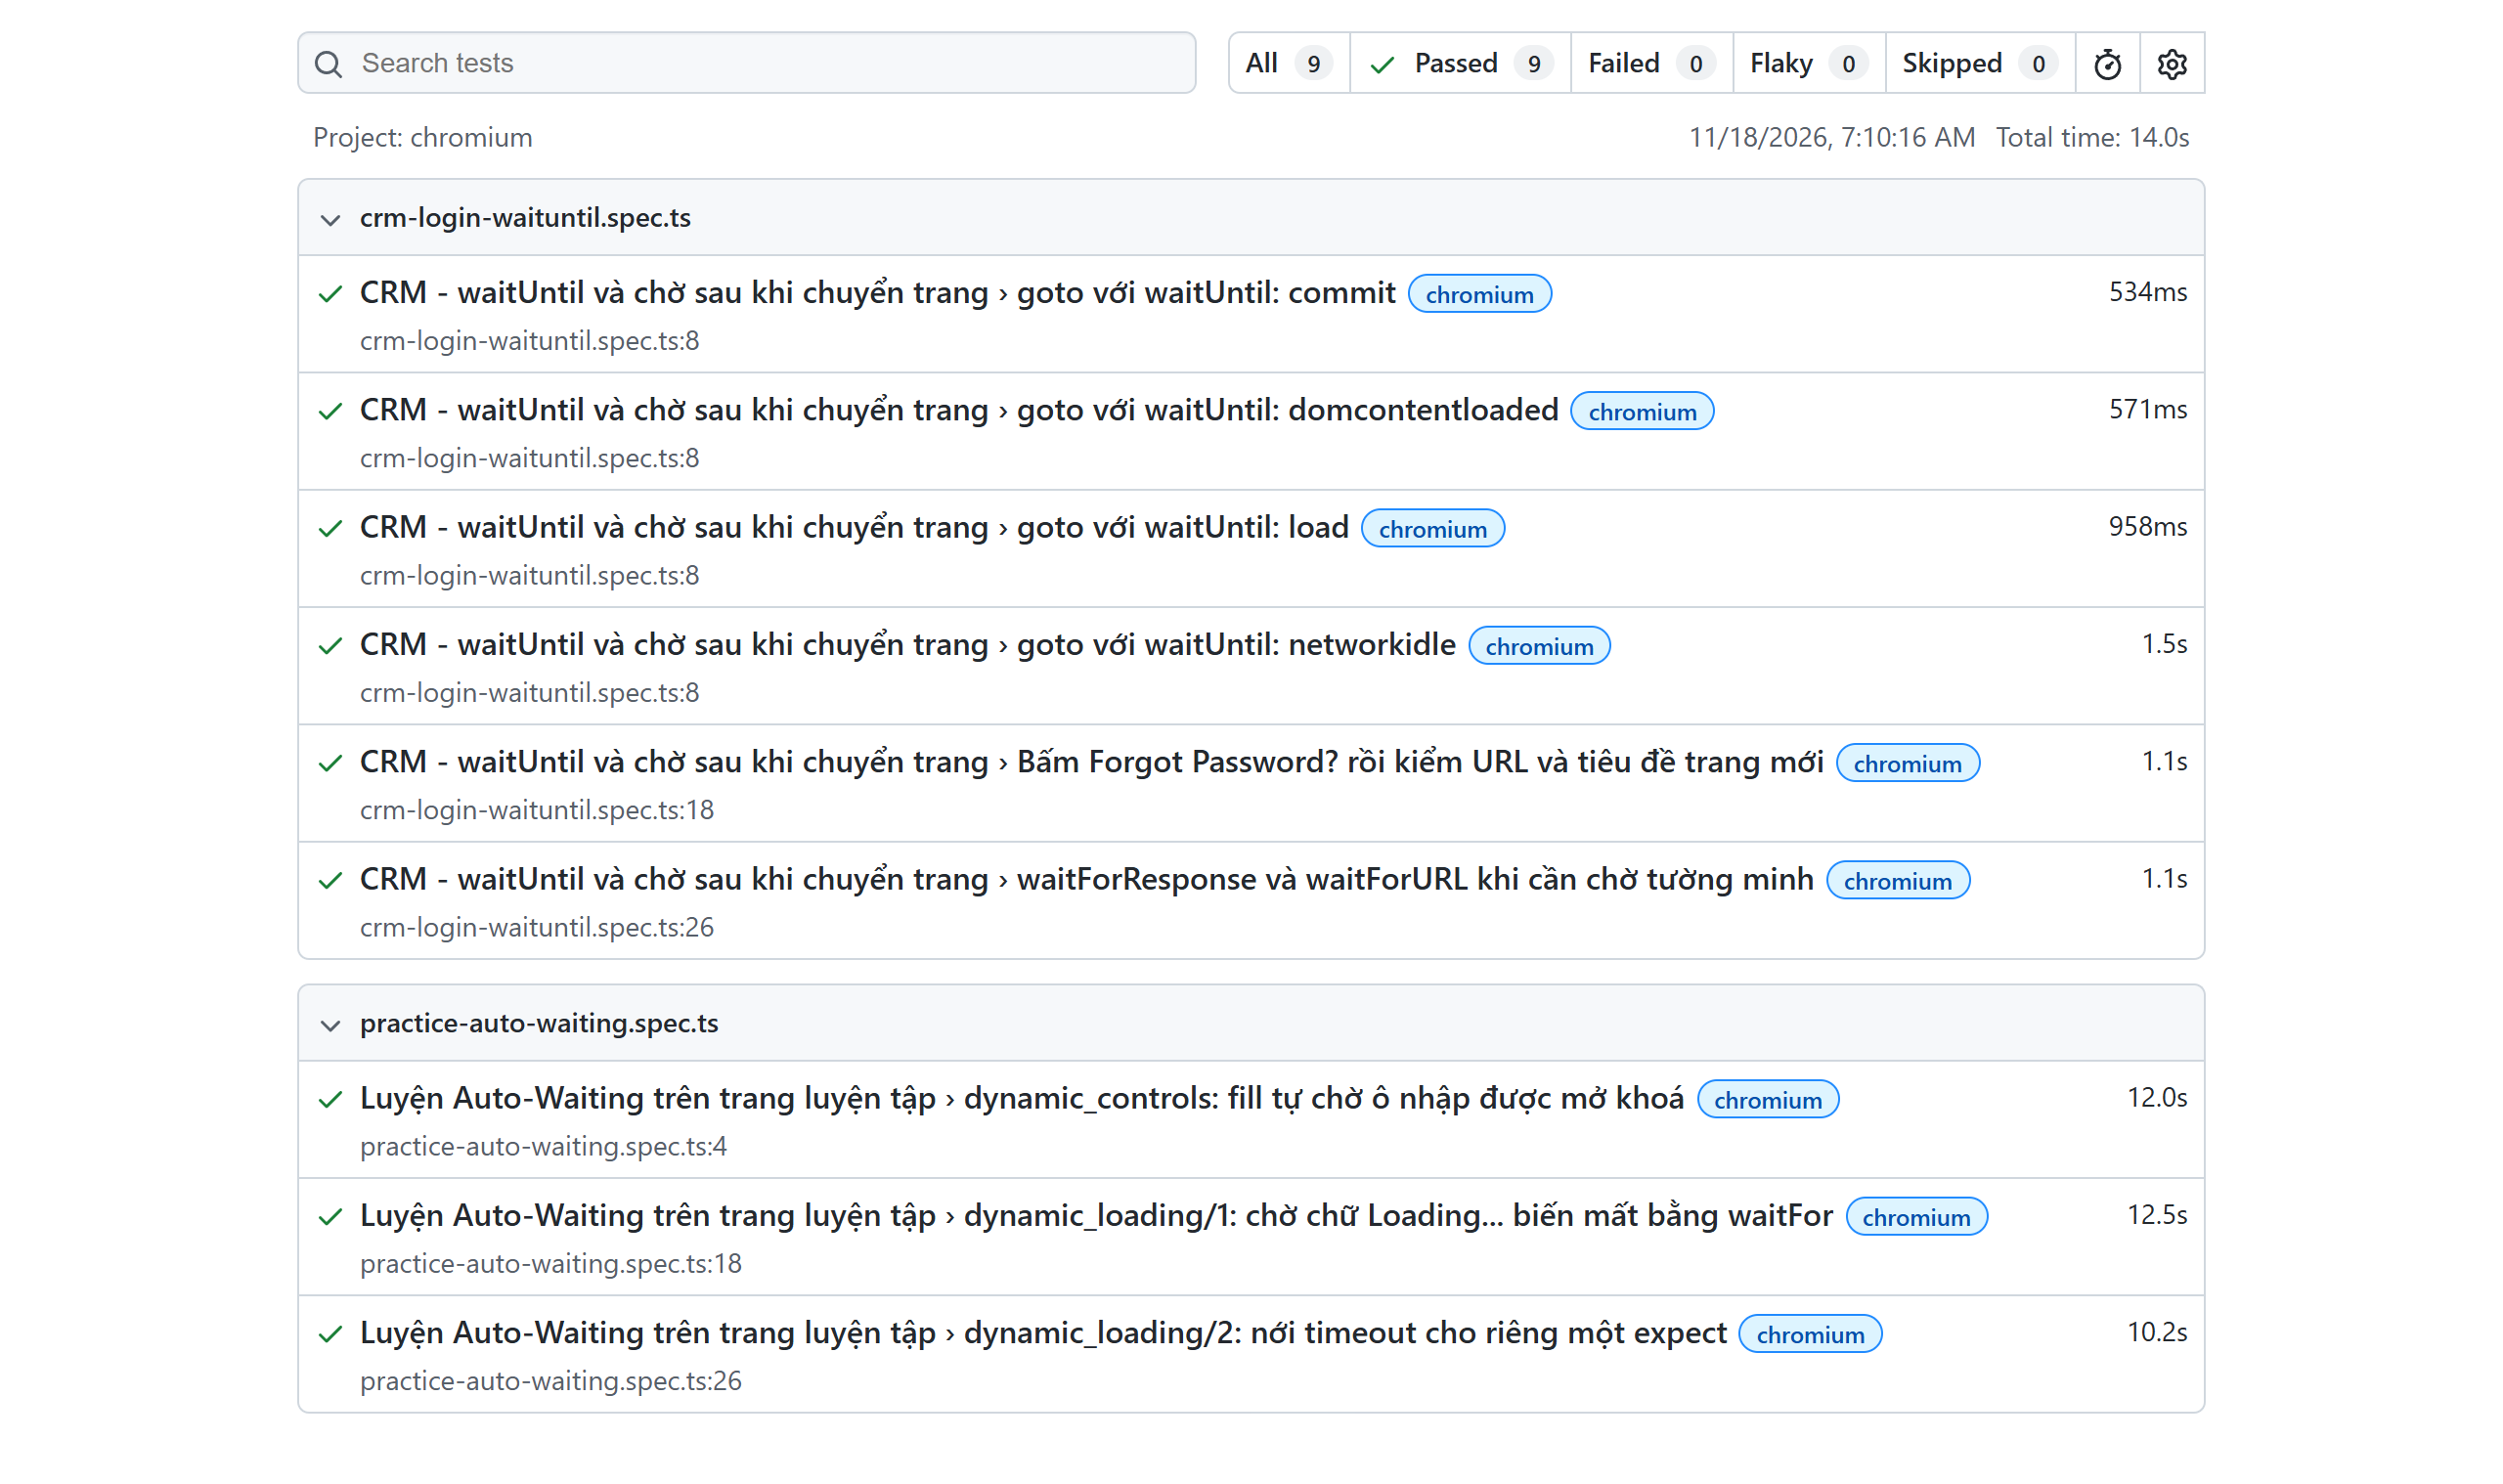 Search tests
All 9 Passed 9 Failed 0 Flaky 0 Skipped 0
Project: chromium 11/18/2026, 7:10:16 AM Total time: 14.0s
crm-login-waituntil.spec.ts
CRM - waitUntil và chờ sau khi chuyển trang › goto với waitUntil: commit chromium 534ms
crm-login-waituntil.spec.ts:8
CRM - waitUntil và chờ sau khi chuyển trang › goto với waitUntil: domcontentloaded chromium 571ms
crm-login-waituntil.spec.ts:8
CRM - waitUntil và chờ sau khi chuyển trang › goto với waitUntil: load chromium 958ms
crm-login-waituntil.spec.ts:8
CRM - waitUntil và chờ sau khi chuyển trang › goto với waitUntil: networkidle chromium 1.5s
crm-login-waituntil.spec.ts:8
CRM - waitUntil và chờ sau khi chuyển trang › Bấm Forgot Password? rồi kiểm URL và tiêu đề trang mới chromium 1.1s
crm-login-waituntil.spec.ts:18
CRM - waitUntil và chờ sau khi chuyển trang › waitForResponse và waitForURL khi cần chờ tường minh chromium 1.1s
crm-login-waituntil.spec.ts:26
practice-auto-waiting.spec.ts
Luyện Auto-Waiting trên trang luyện tập › dynamic_controls: fill tự chờ ô nhập được mở khoá chromium 12.0s
practice-auto-waiting.spec.ts:4
Luyện Auto-Waiting trên trang luyện tập › dynamic_loading/1: chờ chữ Loading... biến mất bằng waitFor chromium 12.5s
practice-auto-waiting.spec.ts:18
Luyện Auto-Waiting trên trang luyện tập › dynamic_loading/2: nới timeout cho riêng một expect chromium 10.2s
practice-auto-waiting.spec.ts:26